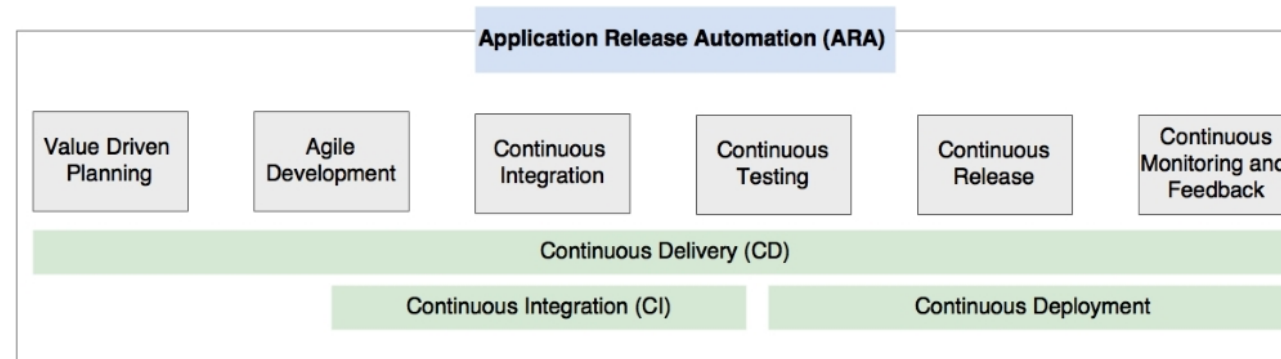 Application Release Automation (ARA)
Value Driven
Planning
Agile
Development
Continuous
Integration
Continuous
Testing
Continuous
Release
Continuous
Monitoring and
Feedback
Continuous Delivery (CD)
Continuous Integration (CI)
Continuous Deployment